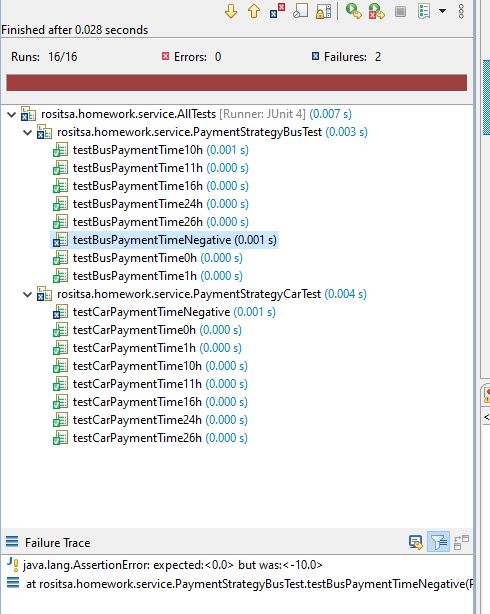 Finished after 0.028 seconds
Runs: 16/16 Errors: 0 Failures: 2
rositsa.homework.service.AllTests [Runner: JUnit 4] (0.007 s)
rositsa.homework.service.PaymentStrategyBusTest (0.003 s)
testBusPaymentTime10h (0.001 s)
testBusPaymentTime11h (0.000 s)
testBusPaymentTime16h (0.000 s)
testBusPaymentTime24h (0.000 s)
testBusPaymentTime26h (0.000 s)
testBusPaymentTimeNegative (0.001 s)
testBusPaymentTime0h (0.000 s)
testBusPaymentTime1h (0.000 s)
rositsa.homework.service.PaymentStrategyCarTest (0.004 s)
testCarPaymentTimeNegative (0.001 s)
testCarPaymentTime0h (0.000 s)
testCarPaymentTime1h (0.000 s)
testCarPaymentTime10h (0.000 s)
testCarPaymentTime11h (0.000 s)
testCarPaymentTime16h (0.000 s)
testCarPaymentTime24h (0.000 s)
testCarPaymentTime26h (0.000 s)
Failure Trace
java.lang.AssertionError: expected:<0.0> but was:<-10.0>
at rositsa.homework.service.PaymentStrategyBusTest.testBusPaymentTimeNegative(